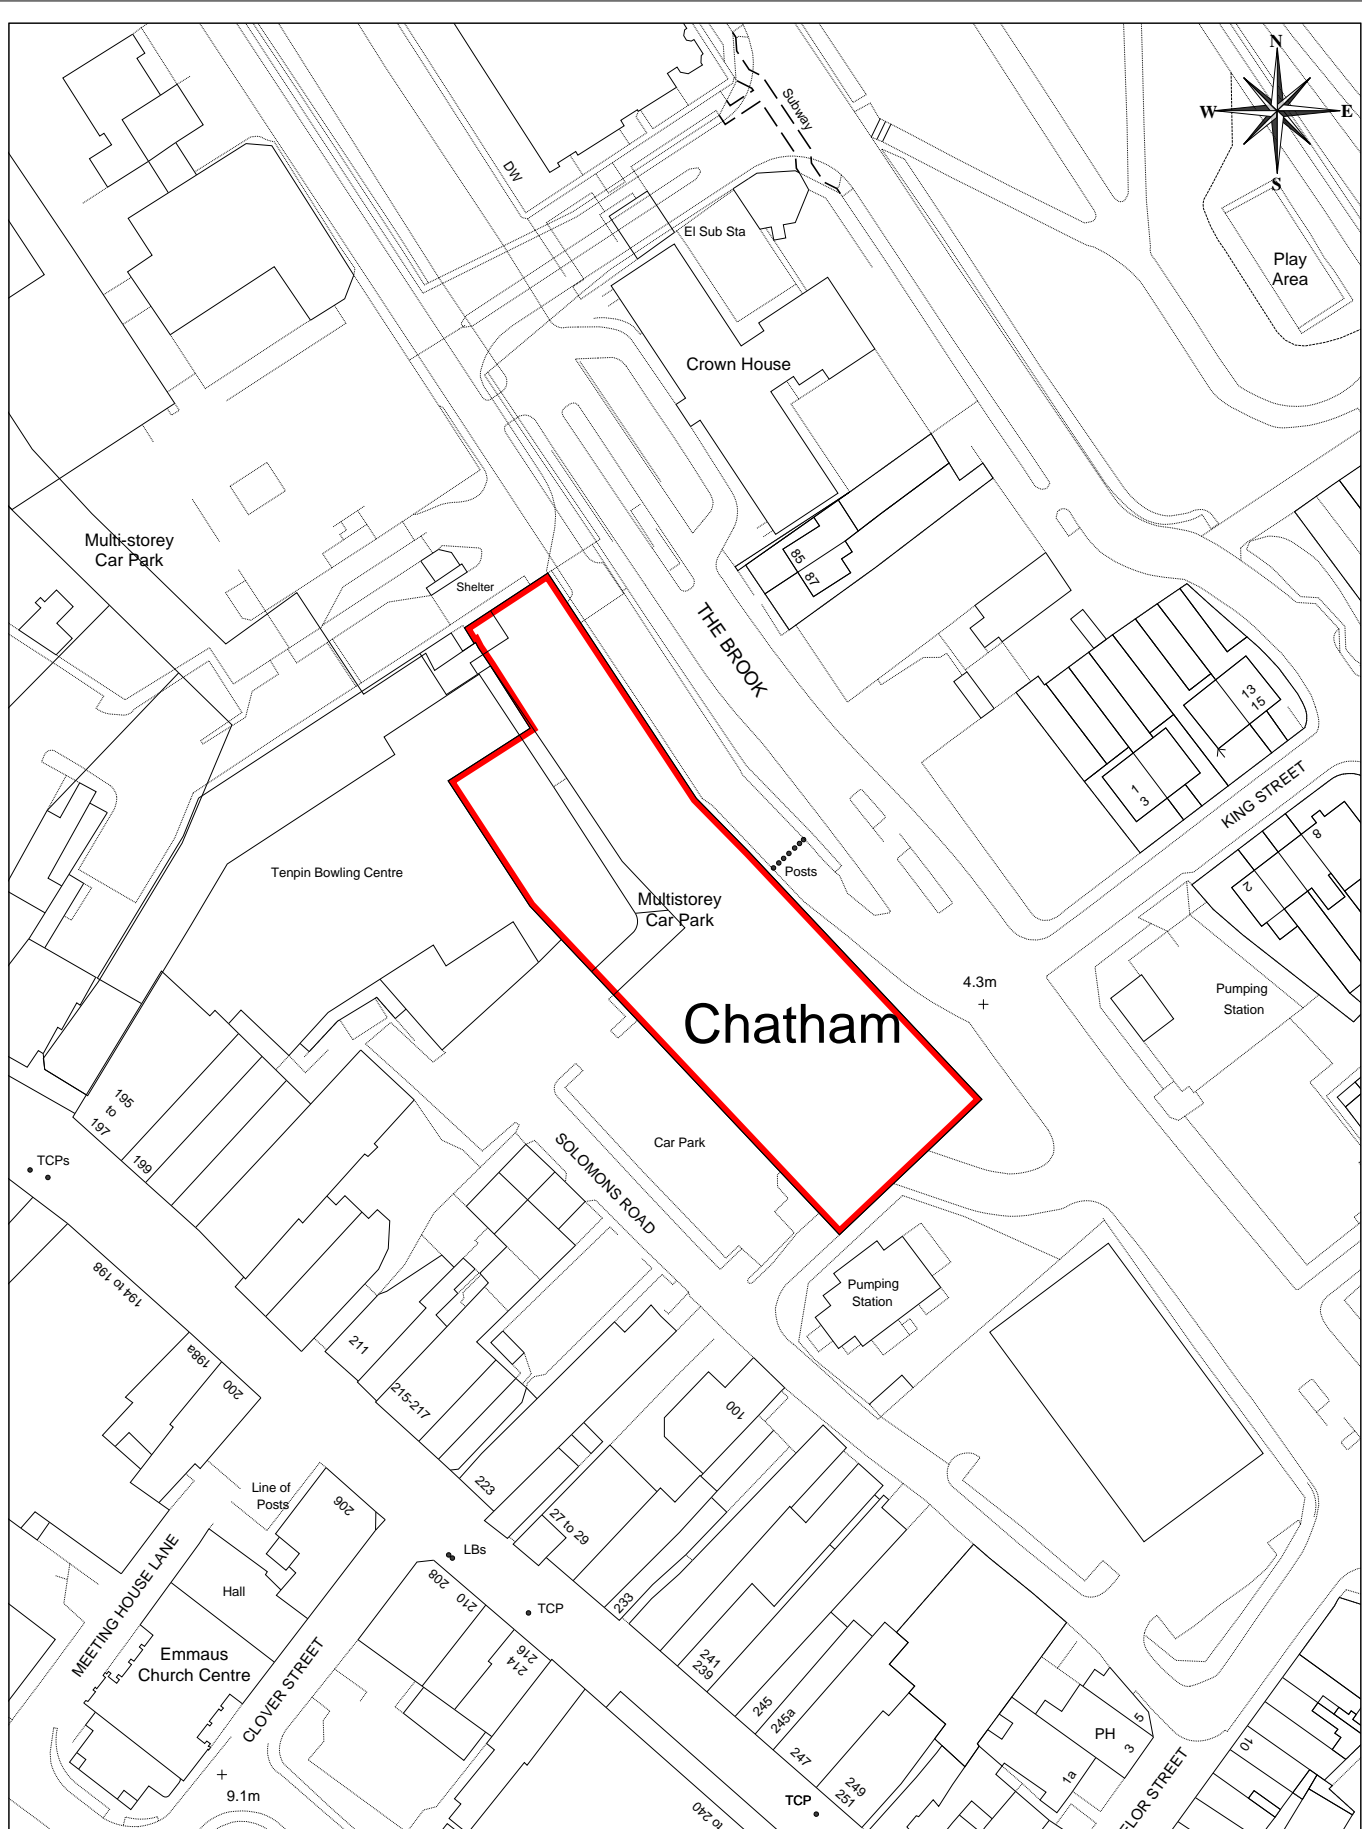 N
W
E
S
Subway
DW
El Sub Sta
Play
Area
Crown House
Multi-storey
Car Park
85
87
Shelter
THE BROOK
13
15
1
3
KING STREET
8
2
Posts
Tenpin Bowling Centre
Multistorey
Car Park
4.3m
Pumping
Station
Chatham
195
to
197
199
TCPs
SOLOMONS ROAD
Car Park
194 to 198
Pumping
Station
198a
200
211
215-217
100
223
Line of
Posts
206
27 to 29
LBs
MEETING HOUSE LANE
Hall
208
210
TCP
233
216
214
Emmaus
Church Centre
CLOVER STREET
241
239
245
245a
247
249
251
PH
5
3
1a
10
9.1m
TCP
to 240
LOR STREET